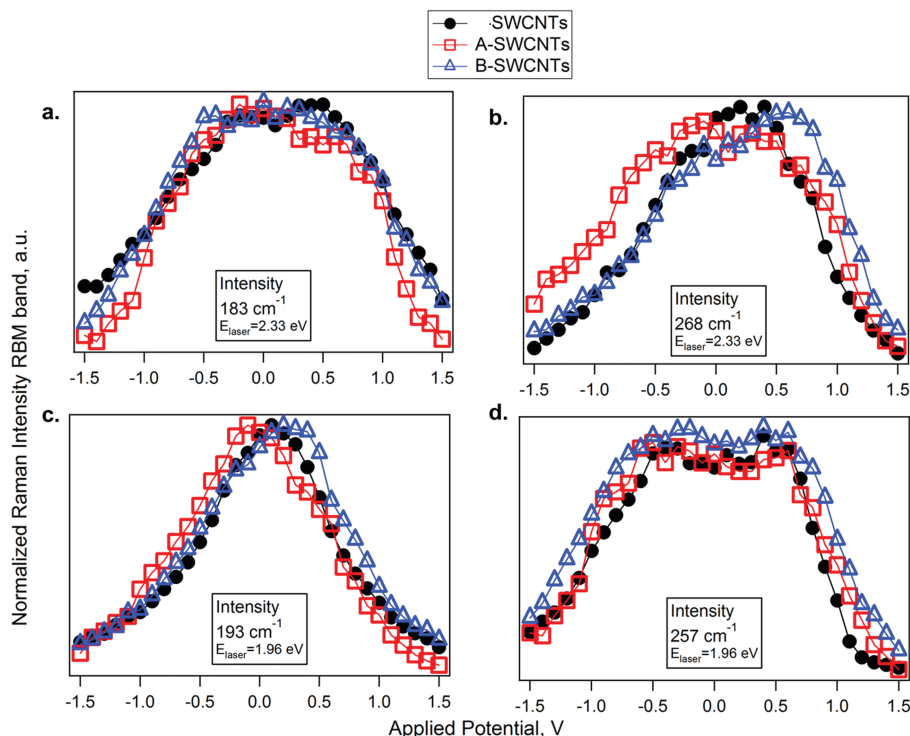 ·SWCNTs
A-SWCNTs
B-SWCNTs
Normalized Raman Intensity RBM band, a.u.
a.
Intensity
183 cm⁻¹
E_laser=2.33 eV
-1.5 -1.0 -0.5 0.0 0.5 1.0 1.5
b.
Intensity
268 cm⁻¹
E_laser=2.33 eV
-1.5 -1.0 -0.5 0.0 0.5 1.0 1.5
c.
Intensity
193 cm⁻¹
E_laser=1.96 eV
-1.5 -1.0 -0.5 0.0 0.5 1.0 1.5
d.
Intensity
257 cm⁻¹
E_laser=1.96 eV
-1.5 -1.0 -0.5 0.0 0.5 1.0 1.5
Applied Potential, V